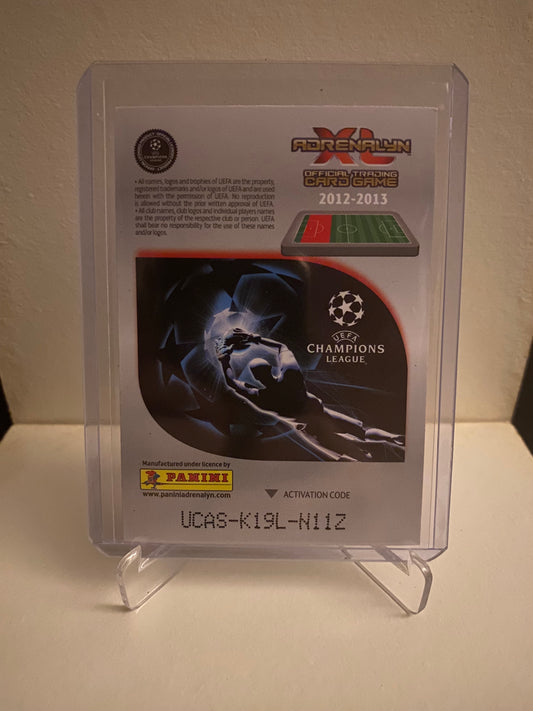 CHAMPIONS
LEAGUE
ADRENALYN
XL
OFFICIAL TRADING
CARD GAME
2012-2013
• All names, logos and trophies of UEFA are the property,
registered trademarks and/or logos of UEFA and are used
herein with the permission of UEFA. No reproduction
is allowed without the prior written approval of UEFA.
• All club names, club logos and individual players names
are the property of the respective club or person. UEFA
shall bear no responsibility for the use of these names
and/or logos.
UEFA
CHAMPIONS
LEAGUE
Manufactured under licence by
PANINI
www.paniniadrenalyn.com
ACTIVATION CODE
UCAS-K19L-N11Z